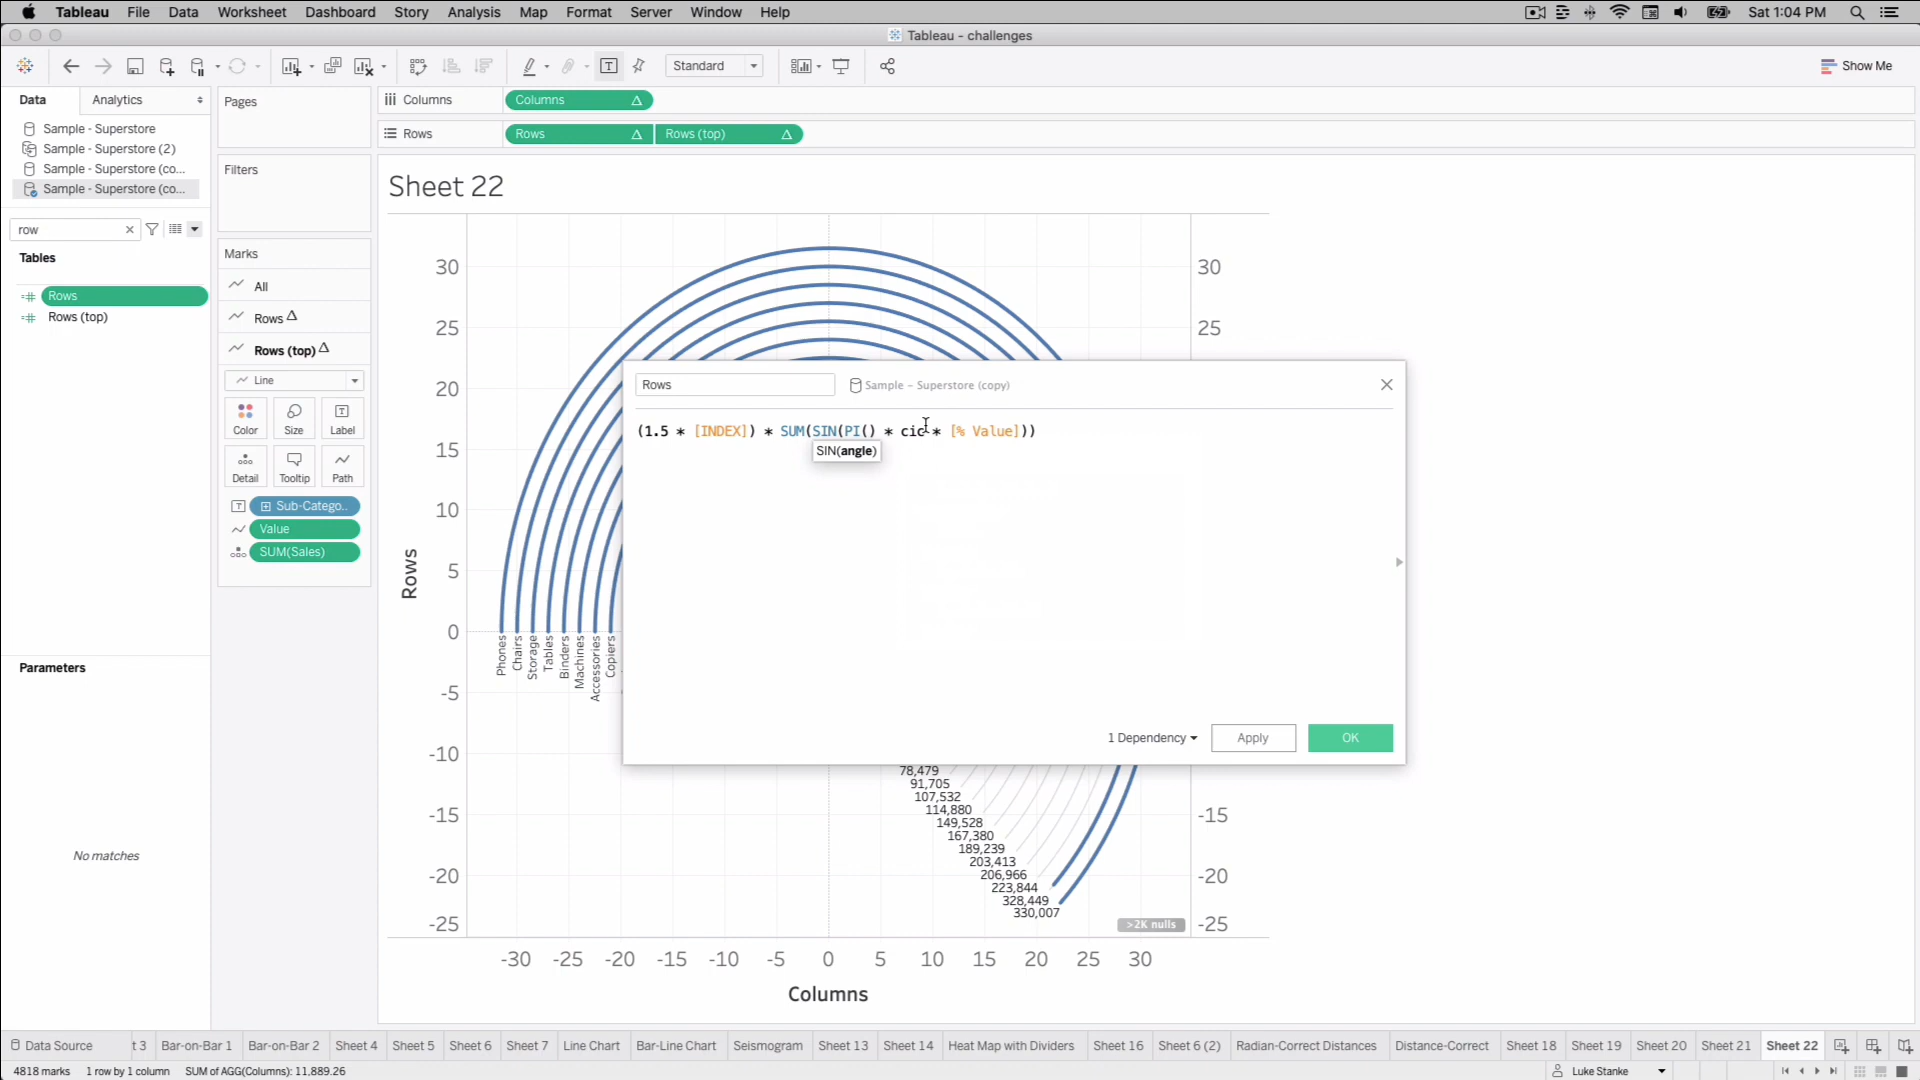 Tableau File Data Worksheet Dashboard Story Analysis Map Format Server Window Help Sat 1:04 PM
Tableau - challenges
Standard Show Me
Data Analytics Pages Columns Columns
Sample - Superstore
Rows Rows Rows (top)
Sample - Superstore (2)
Sample - Superstore (co...
Filters
Sample - Superstore (co...
Sheet 22
row
Marks
Tables
All
Rows
Rows (top)
Rows
Rows (top)
Line
Color Size Label
Detail Tooltip Path
Sub-Catego..
Value
SUM(Sales)
Parameters
No matches
30
25
20
15
10
5
0
-5
-10
-15
-20
-25
Rows
Phones
Chairs
Storage
Tables
Binders
Machines
Accessories
Copiers
Rows Sample - Superstore (copy)
(1.5 * [INDEX]) * SUM(SIN(PI() * cic * [% Value]))
SIN(angle)
1 Dependency Apply OK
78,479
91,705
107,532
114,880
149,528
167,380
189,239
203,413
206,966
223,844
328,449
330,007
>2K nulls
30
25
-15
-20
-25
-30 -25 -20 -15 -10 -5 0 5 10 15 20 25 30
Columns
Data Source t 3 Bar-on-Bar 1 Bar-on-Bar 2 Sheet 4 Sheet 5 Sheet 6 Sheet 7 Line Chart Bar-Line Chart Seismogram Sheet 13 Sheet 14 Heat Map with Dividers Sheet 16 Sheet 6 (2) Radian-Correct Distances Distance-Correct Sheet 18 Sheet 19 Sheet 20 Sheet 21 Sheet 22
4818 marks 1 row by 1 column SUM of AGG(Columns): 11,889.26 Luke Stanke